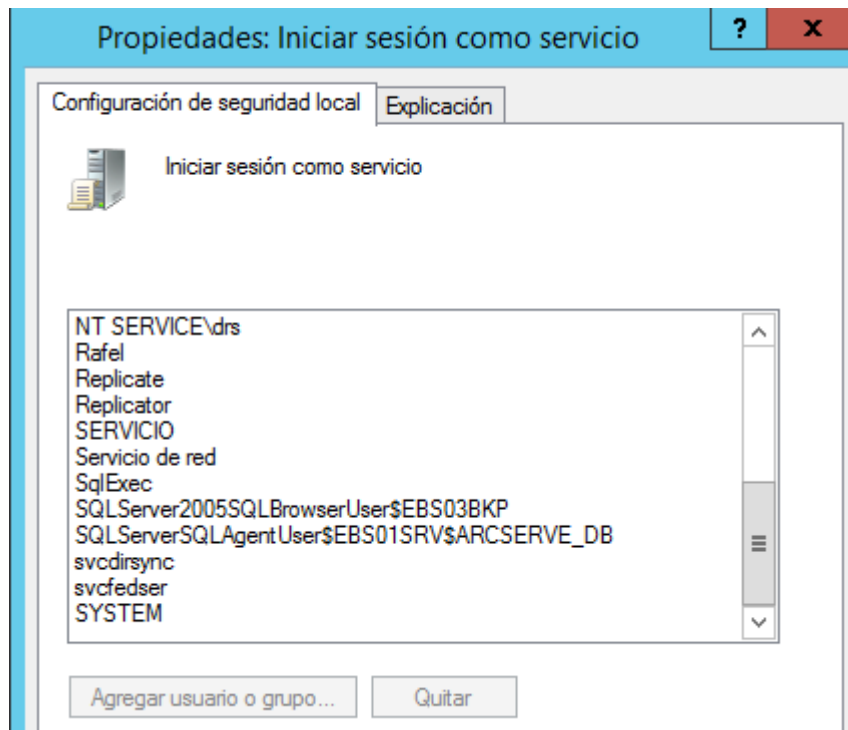 Propiedades: Iniciar sesión como servicio
?
x
Configuración de seguridad local
Explicación
Iniciar sesión como servicio
NT SERVICE\drs
Rafel
Replicate
Replicator
SERVICIO
Servicio de red
SqlExec
SQLServer2005SQLBrowserUser$EBS03BKP
SQLServerSQLAgentUser$EBS01SRV$ARCSERVE_DB
svcdirsync
svcfedser
SYSTEM
Agregar usuario o grupo...
Quitar